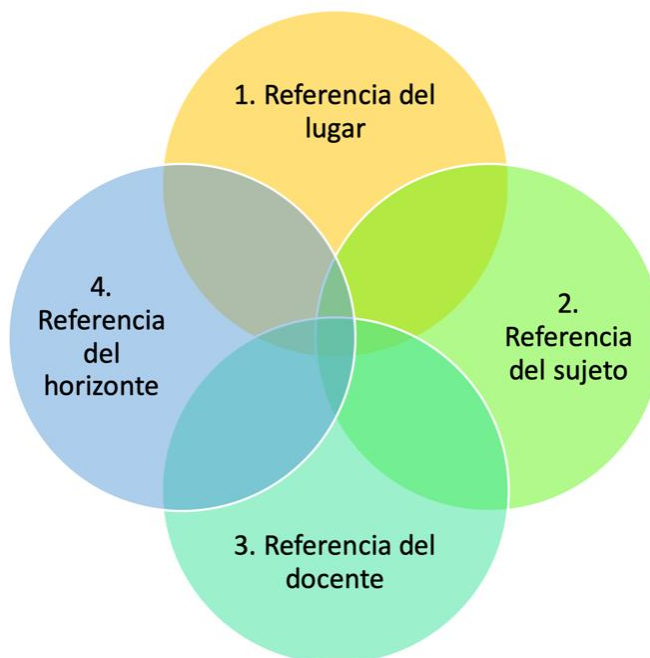 1. Referencia del
lugar
2.
Referencia
del sujeto
3. Referencia del
docente
4.
Referencia
del
horizonte